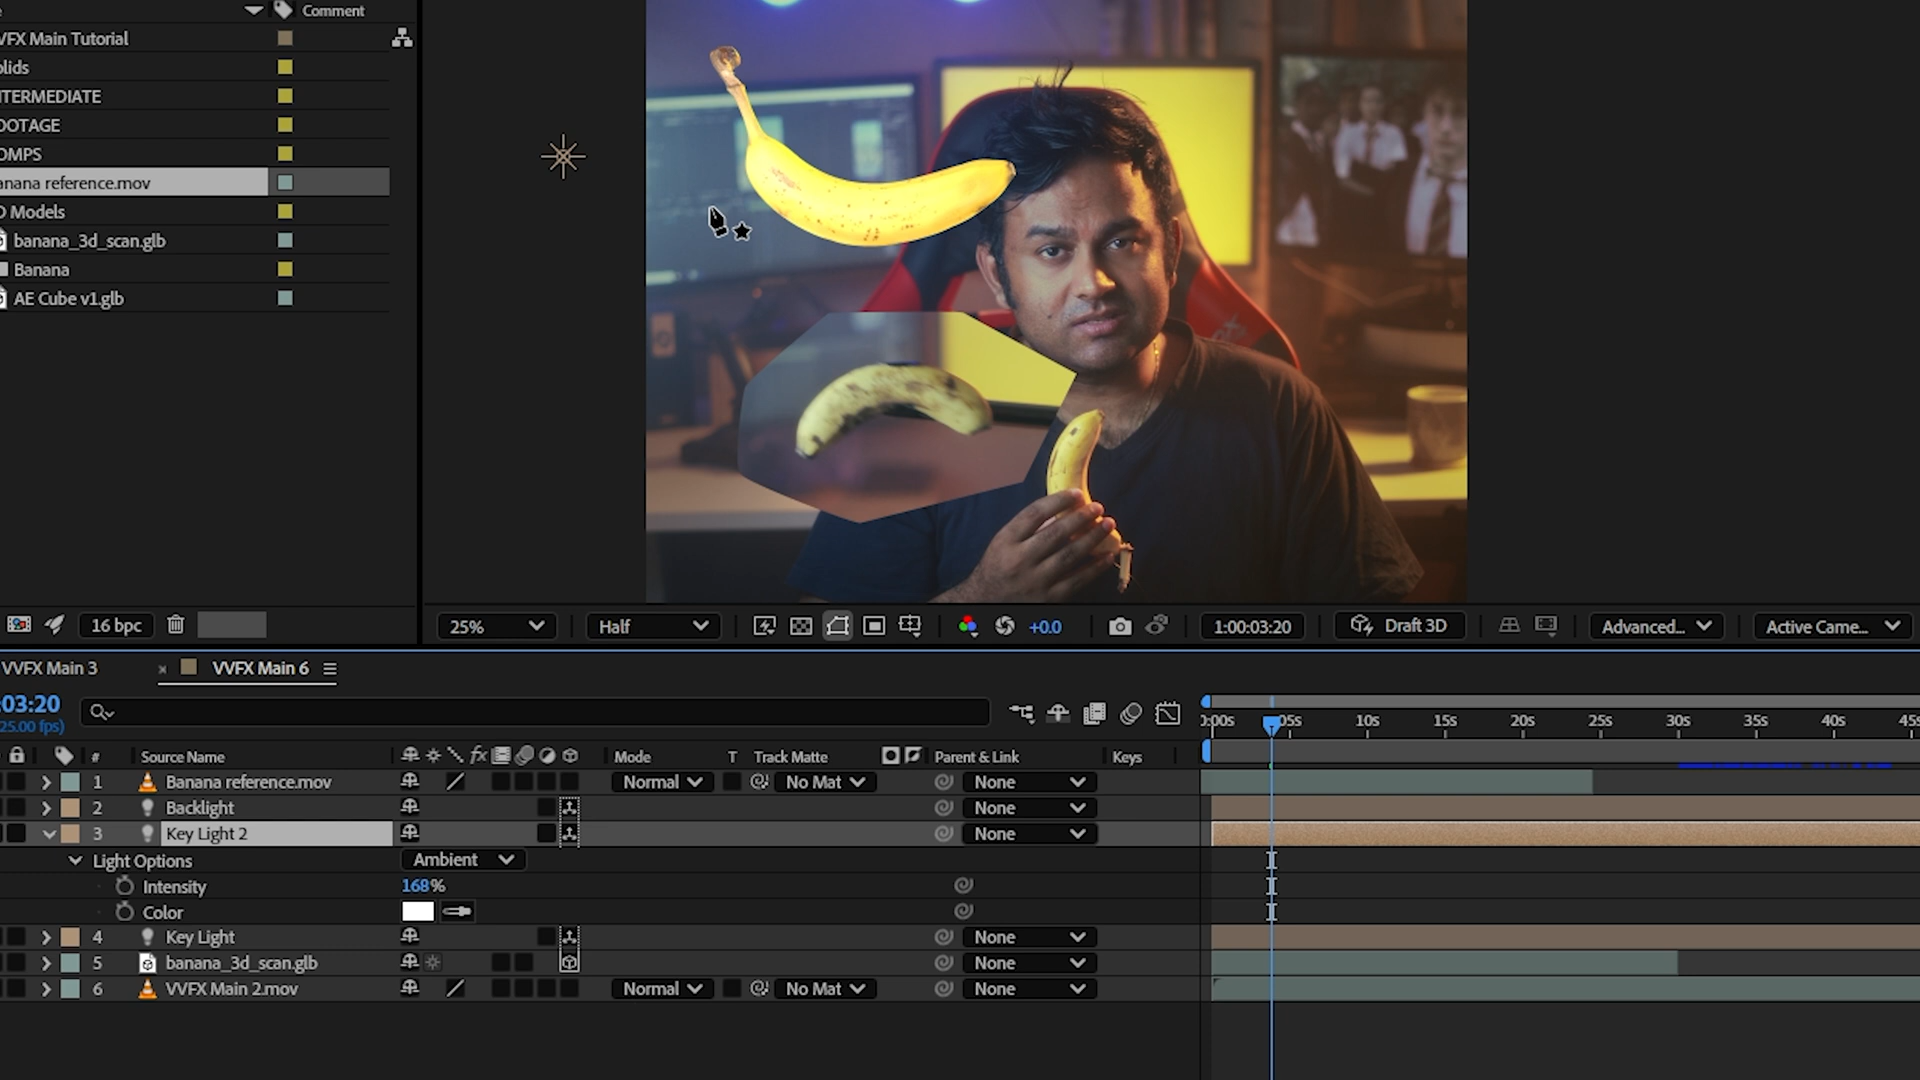 Comment
VFX Main Tutorial
olids
NTERMEDIATE
OOTAGE
OMPS
anana reference.mov
D Models
banana_3d_scan.glb
Banana
AE Cube v1.glb
16 bpc
25%
Half
+0.0
1:00:03:20
Draft 3D
Advanced...
Active Came...
VVFX Main 3
× VVFX Main 6
:03:20
25.00 fps)
0:00s 05s 10s 15s 20s 25s 30s 35s 40s 45s
# Source Name fx Mode T Track Matte Parent & Link Keys
1 Banana reference.mov Normal No Mat None
2 Backlight None
3 Key Light 2 None
Light Options Ambient
Intensity 168%
Color
4 Key Light None
5 banana_3d_scan.glb None
6 VVFX Main 2.mov Normal No Mat None